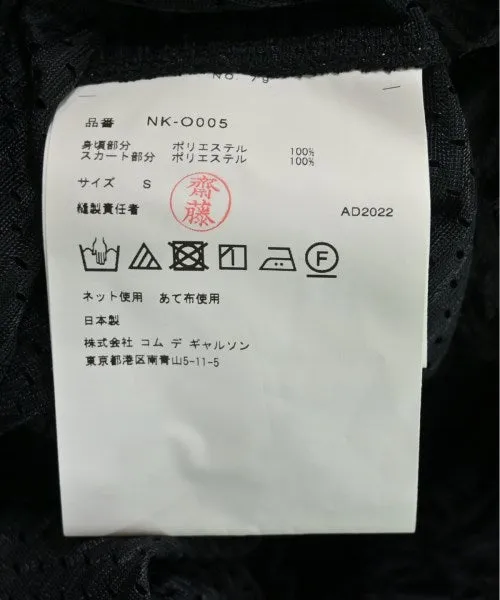 品番 NK-O005
身頃部分 ポリエステル 100%
スカート部分 ポリエステル 100%
サイズ S
齋藤
縫製責任者 AD2022
F
ネット使用 あて布使用
日本製
株式会社 コム デ ギャルソン
東京都港区南青山5-11-5